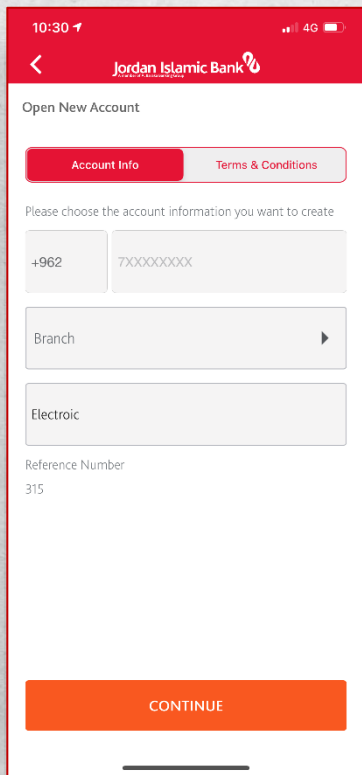 10:30
4G
Jordan Islamic Bank
Open New Account
Account Info
Terms & Conditions
Please choose the account information you want to create
+962
7XXXXXXXX
Branch
Electroic
Reference Number
315
CONTINUE